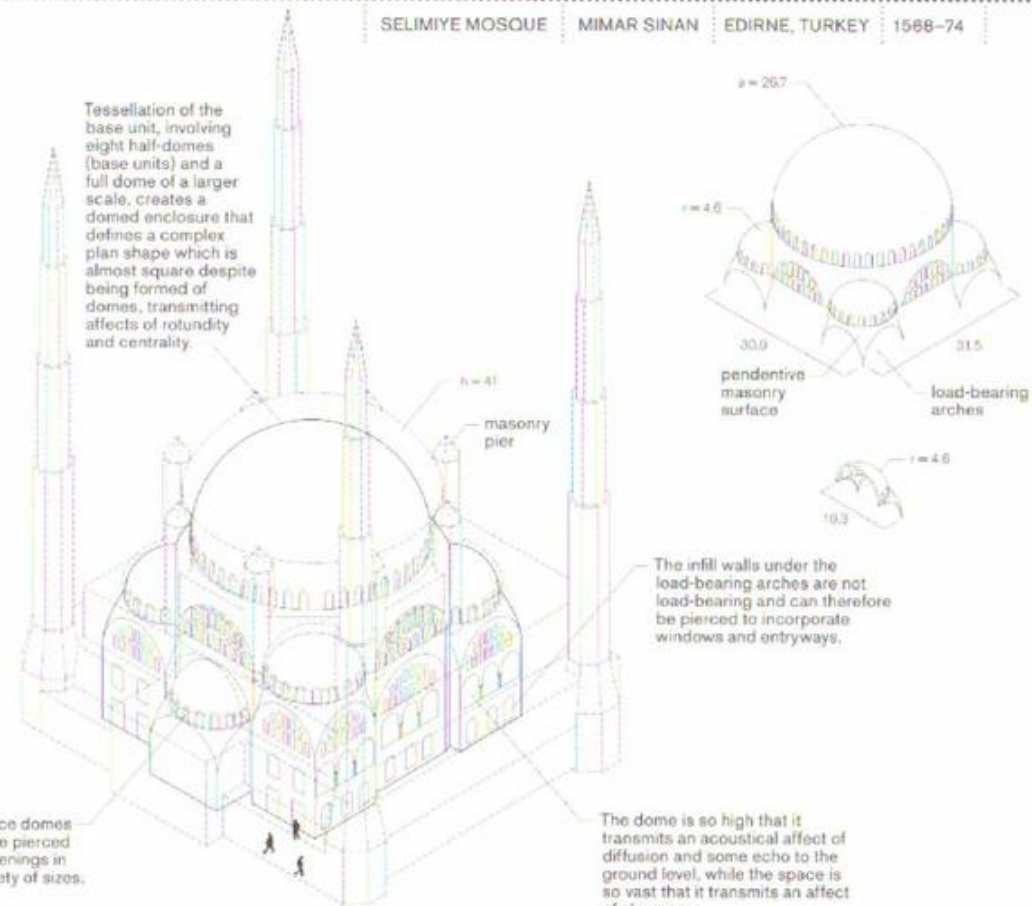 SELIMIYE MOSQUE MIMAR SINAN EDIRNE, TURKEY 1568–74
Tessellation of the
base unit, involving
eight half-domes
(base units) and a
full dome of a larger
scale, creates a
domed enclosure that
defines a complex
plan shape which is
almost square despite
being formed of
domes, transmitting
affects of rotundity
and centrality.
h = 41
masonry
pier
= 26.7
r = 4.6
30.9
31.5
pendentive
masonry
surface
load-bearing
arches
r = 4.6
10.3
The infill walls under the
load-bearing arches are not
load-bearing and can therefore
be pierced to incorporate
windows and entryways.
domes
pierced
in
of sizes.
The dome is so high that it
transmits an acoustical affect of
diffusion and some echo to the
ground level, while the space is
so vast that it transmits an affect